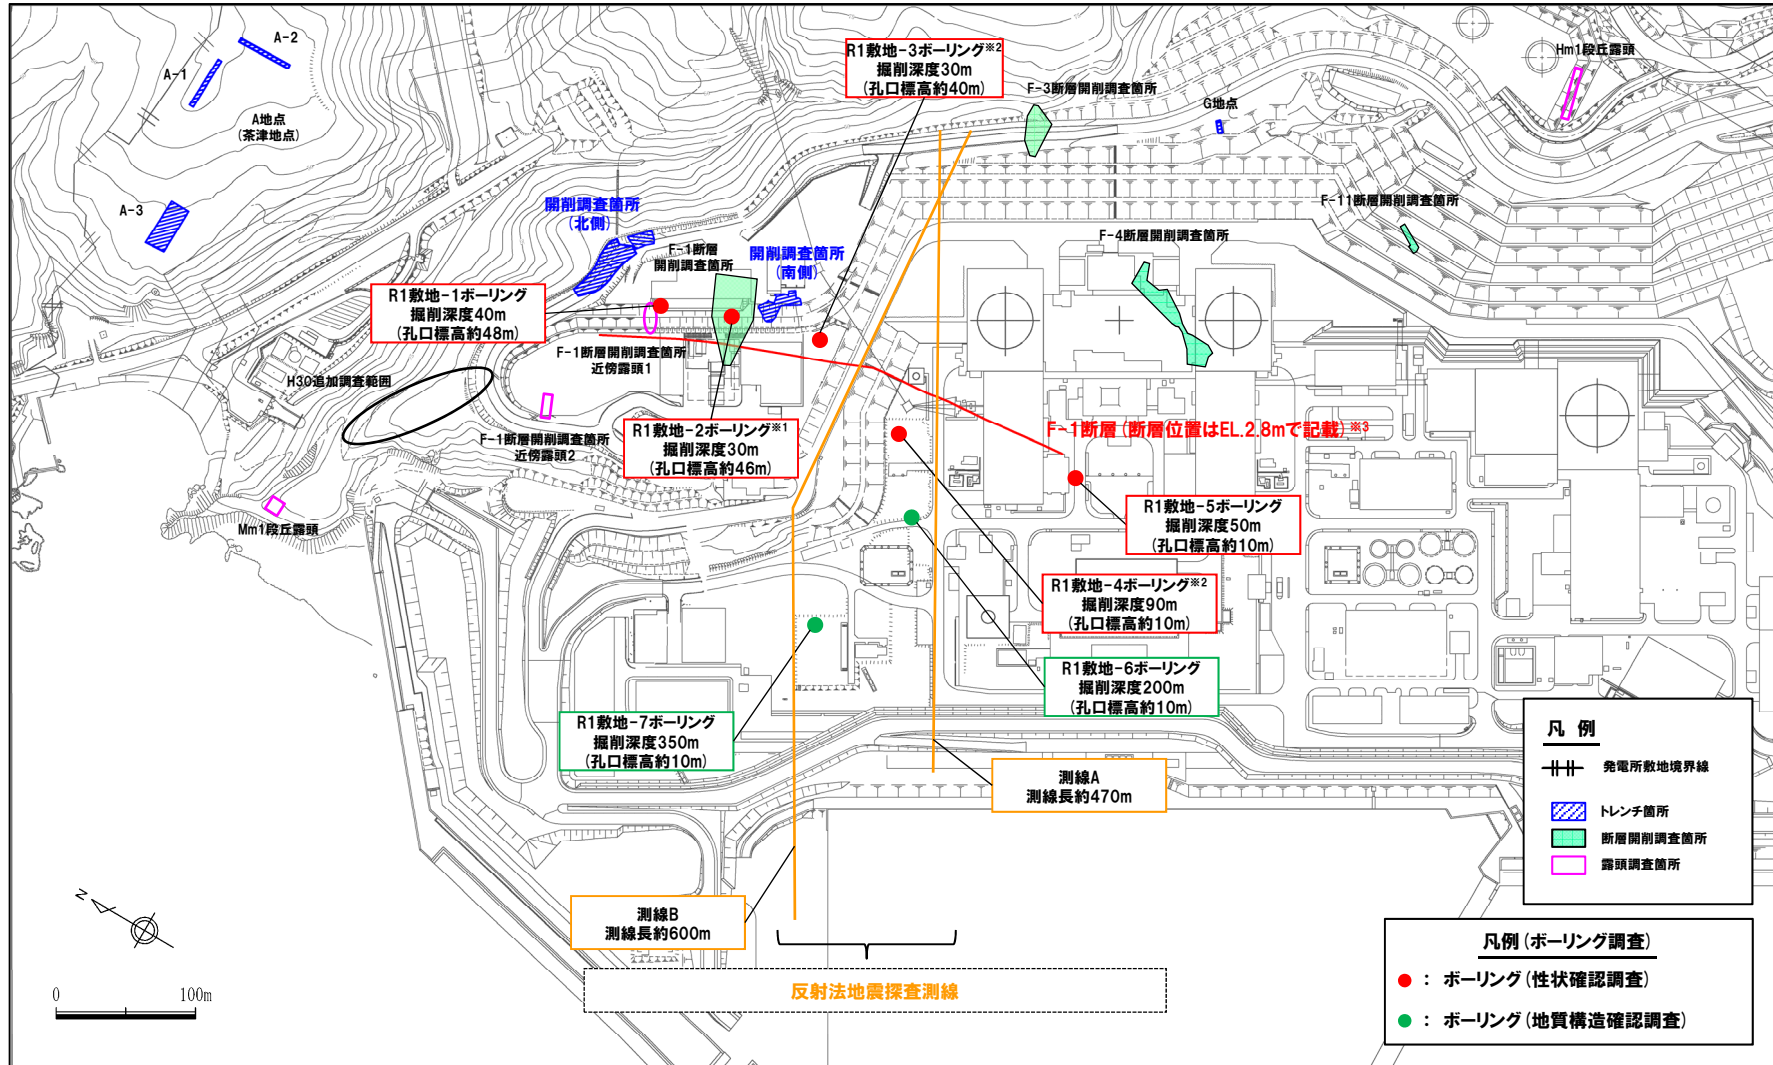 A-2
A-1
A地点
(茶津地点)
A-3
R1敷地-3ボーリング※2
掘削深度30m
(孔口標高約40m)
F-3断層開削調査箇所
G地点
Hm1段丘露頭
F-11断層開削調査箇所
F-4断層開削調査箇所
開削調査箇所
(北側)
F-1断層
開削調査箇所
開削調査箇所
(南側)
R1敷地-1ボーリング
掘削深度40m
(孔口標高約48m)
F-1断層開削調査箇所
近傍露頭1
H30追加調査範囲
R1敷地-2ボーリング※1
掘削深度30m
(孔口標高約46m)
F-1断層(断層位置はEL.2.8mで記載)※3
F-1断層開削調査箇所
近傍露頭2
Mm1段丘露頭
R1敷地-5ボーリング
掘削深度50m
(孔口標高約10m)
R1敷地-4ボーリング※2
掘削深度90m
(孔口標高約10m)
R1敷地-6ボーリング
掘削深度200m
(孔口標高約10m)
R1敷地-7ボーリング
掘削深度350m
(孔口標高約10m)
測線A
測線長約470m
測線B
測線長約600m
反射法地震探査測線
N
0 100m
凡 例
発電所敷地境界線
トレンチ箇所
断層開削調査箇所
露頭調査箇所
凡例(ボーリング調査)
: ボーリング(性状確認調査)
: ボーリング(地質構造確認調査)